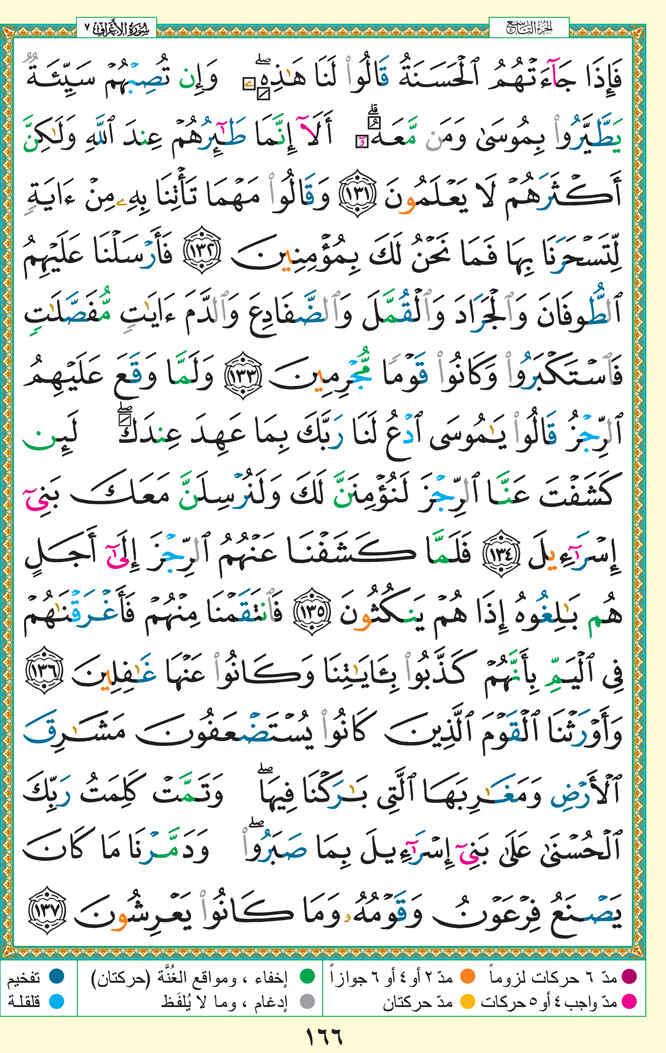 الجزء التاسع
سورة الأعراف ٧
فَإِذَا جَآءَتْهُمُ ٱلْحَسَنَةُ قَالُوا۟ لَنَا هَـٰذِهِۦ ۖ وَإِن تُصِبْهُمْ سَيِّئَةٌ
يَطَّيَّرُوا۟ بِمُوسَىٰ وَمَن مَّعَهُۥٓ ۗ أَلَآ إِنَّمَا طَـٰٓئِرُهُمْ عِندَ ٱللَّهِ وَلَـٰكِنَّ
أَكْثَرَهُمْ لَا يَعْلَمُونَ ١٣١ وَقَالُوا۟ مَهْمَا تَأْتِنَا بِهِۦ مِنْ ءَايَةٍ
لِّتَسْحَرَنَا بِهَا فَمَا نَحْنُ لَكَ بِمُؤْمِنِينَ ١٣٢ فَأَرْسَلْنَا عَلَيْهِمُ
ٱلطُّوفَانَ وَٱلْجَرَادَ وَٱلْقُمَّلَ وَٱلضَّفَادِعَ وَٱلدَّمَ ءَايَـٰتٍ مُّفَصَّلَـٰتٍ
فَٱسْتَكْبَرُوا۟ وَكَانُوا۟ قَوْمًا مُّجْرِمِينَ ١٣٣ وَلَمَّا وَقَعَ عَلَيْهِمُ
ٱلرِّجْزُ قَالُوا۟ يَـٰمُوسَى ٱدْعُ لَنَا رَبَّكَ بِمَا عَهِدَ عِندَكَ ۖ لَئِن
كَشَفْتَ عَنَّا ٱلرِّجْزَ لَنُؤْمِنَنَّ لَكَ وَلَنُرْسِلَنَّ مَعَكَ بَنِىٓ
إِسْرَٰٓءِيلَ ١٣٤ فَلَمَّا كَشَفْنَا عَنْهُمُ ٱلرِّجْزَ إِلَىٰٓ أَجَلٍ
هُم بَـٰلِغُوهُ إِذَا هُمْ يَنكُثُونَ ١٣٥ فَٱنتَقَمْنَا مِنْهُمْ فَأَغْرَقْنَـٰهُمْ
فِى ٱلْيَمِّ بِأَنَّهُمْ كَذَّبُوا۟ بِـَٔايَـٰتِنَا وَكَانُوا۟ عَنْهَا غَـٰفِلِينَ ١٣٦
وَأَوْرَثْنَا ٱلْقَوْمَ ٱلَّذِينَ كَانُوا۟ يُسْتَضْعَفُونَ مَشَـٰرِقَ
ٱلْأَرْضِ وَمَغَـٰرِبَهَا ٱلَّتِى بَـٰرَكْنَا فِيهَا ۖ وَتَمَّتْ كَلِمَتُ رَبِّكَ
ٱلْحُسْنَىٰ عَلَىٰ بَنِىٓ إِسْرَٰٓءِيلَ بِمَا صَبَرُوا۟ ۖ وَدَمَّرْنَا مَا كَانَ
يَصْنَعُ فِرْعَوْنُ وَقَوْمُهُۥ وَمَا كَانُوا۟ يَعْرِشُونَ ١٣٧
مدّ ٦ حركات لزوماً مدّ ٢ أو ٤ أو ٦ جوازاً إخفاء ، ومواقع الغُنَّة (حركتان) تفخيم
مدّ واجب ٤ أو ٥ حركات مدّ حركتان إدغام ، وما لا يُلفَظ قلقلة
١٦٦